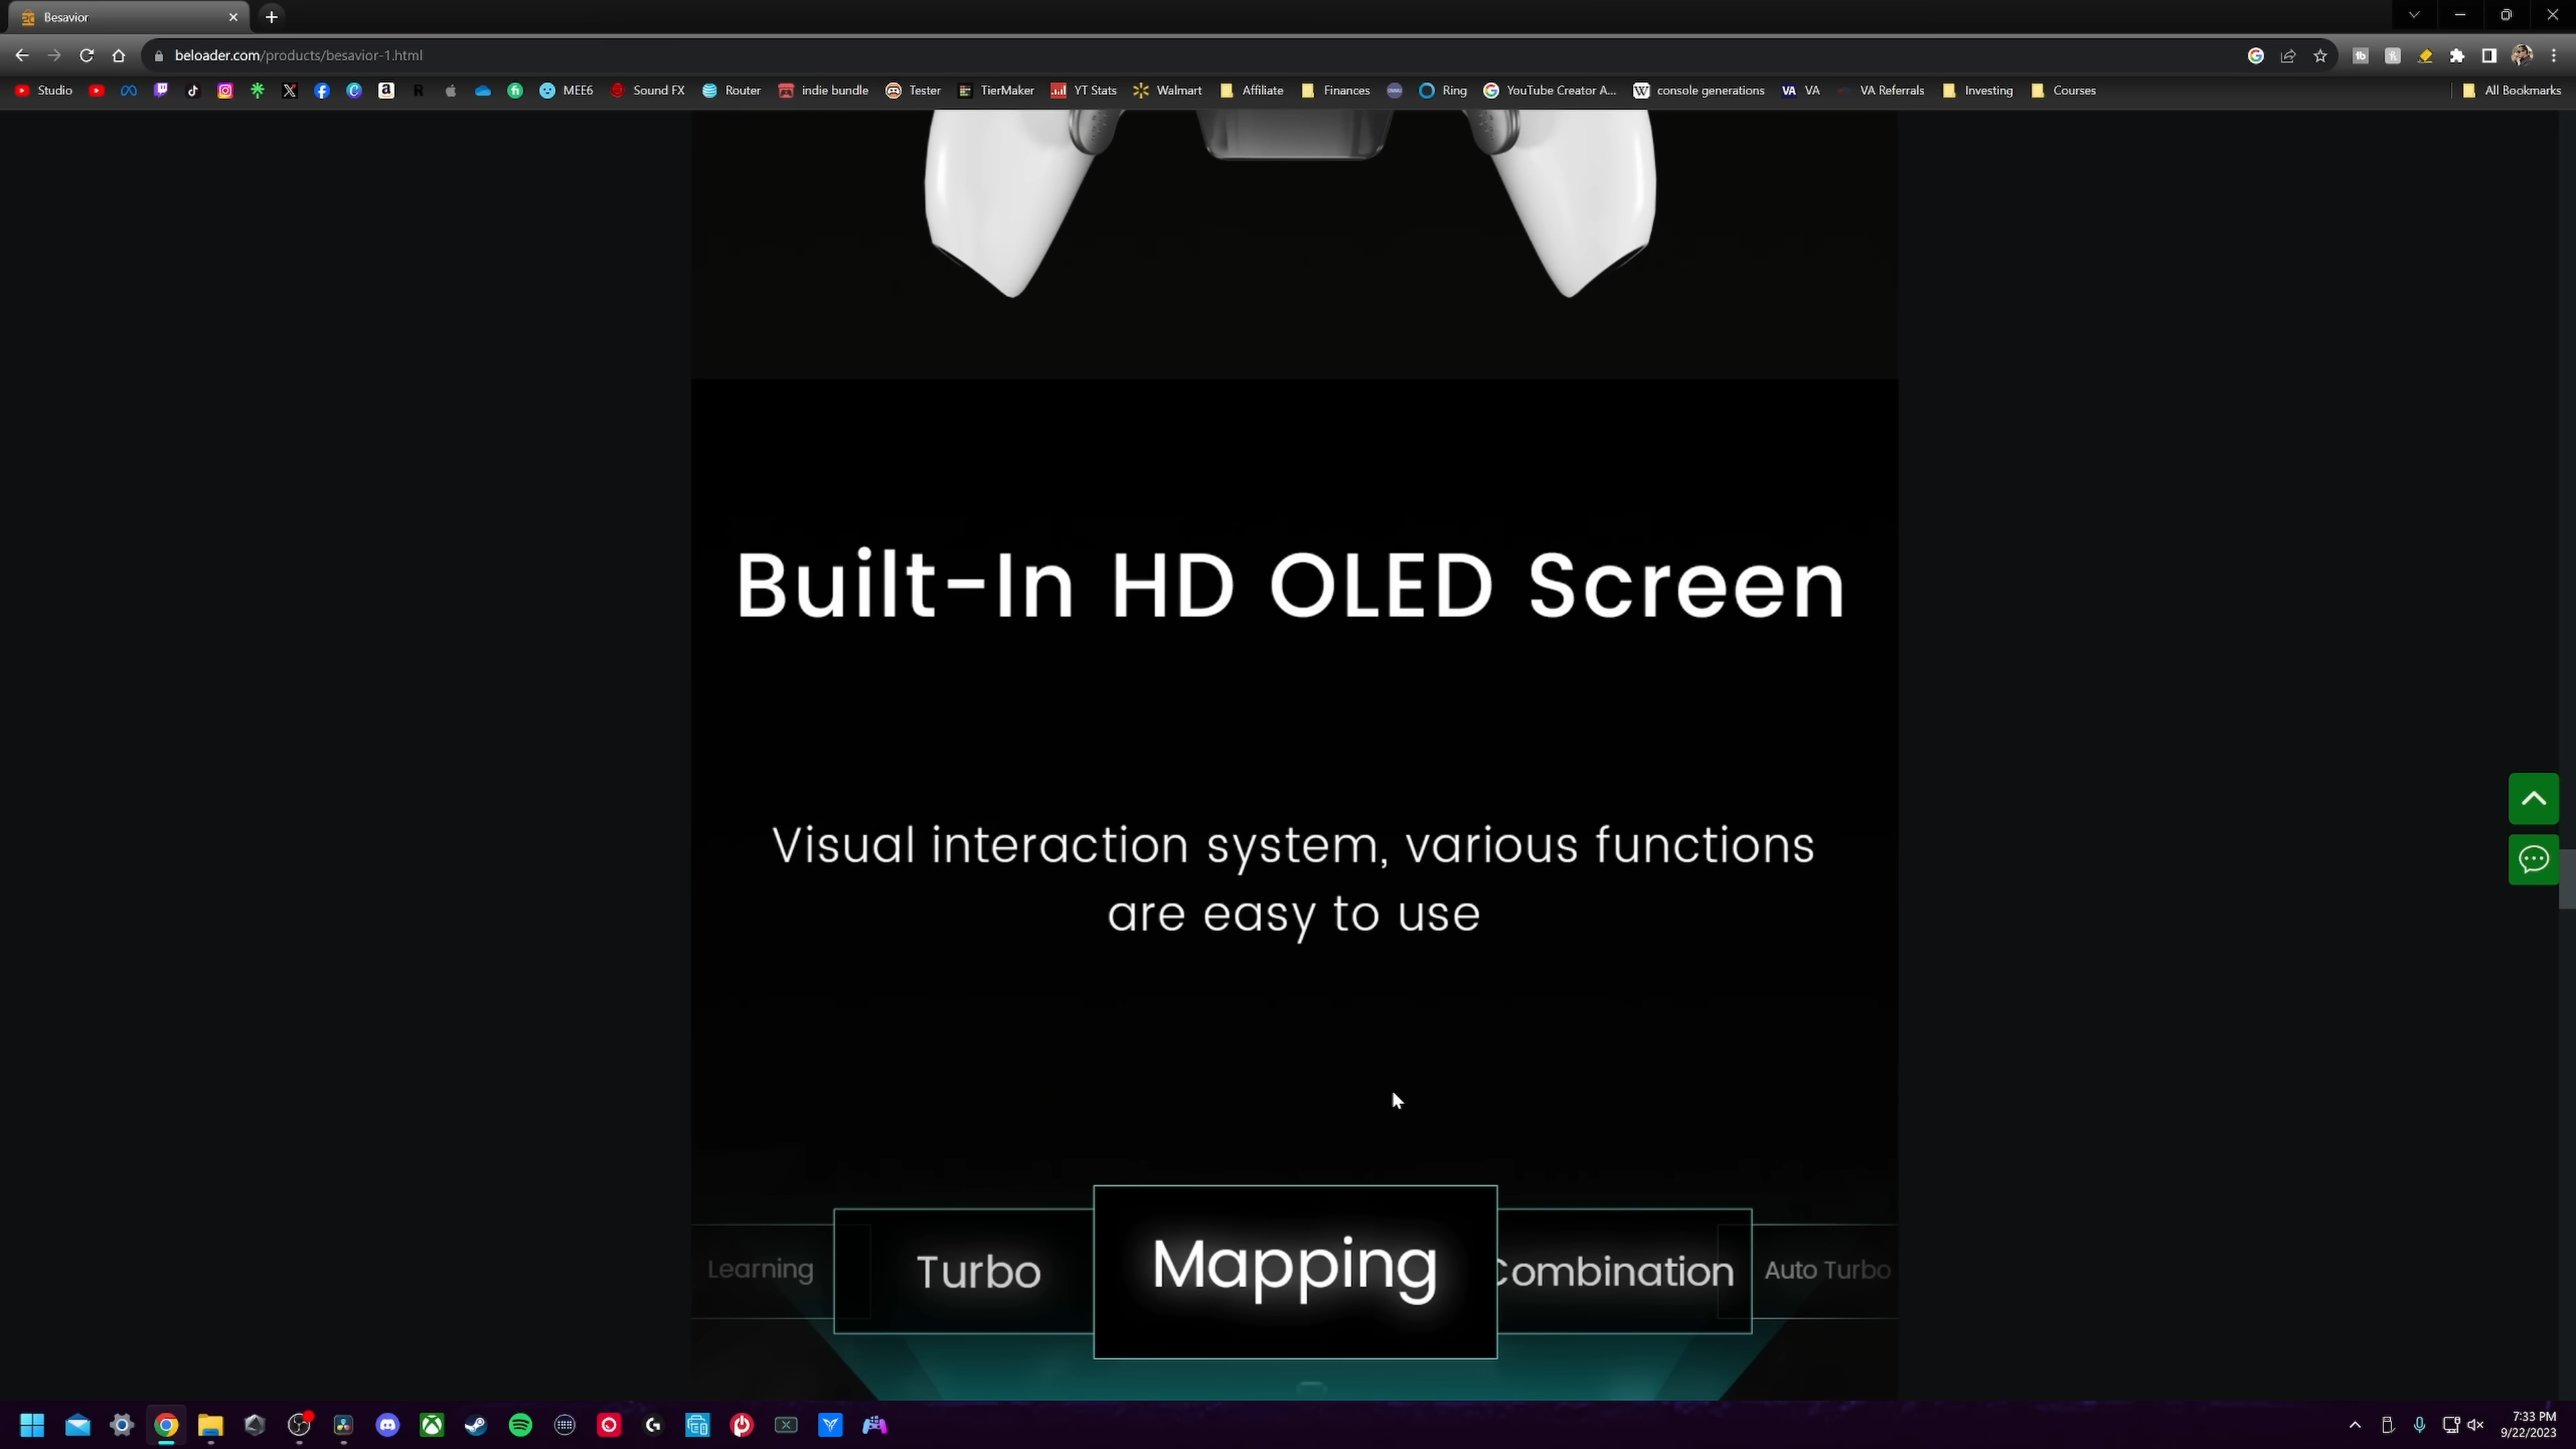 Besavior
beloader.com/products/besavior-1.html
Studio MEE6 Sound FX Router indie bundle Tester TierMaker YT Stats Walmart Affiliate Finances Ring YouTube Creator A... console generations VA VA Referrals Investing Courses All Bookmarks
Built-In HD OLED Screen
Visual interaction system, various functions
are easy to use
Learning Turbo Mapping Combination Auto Turbo
7:33 PM
9/22/2023